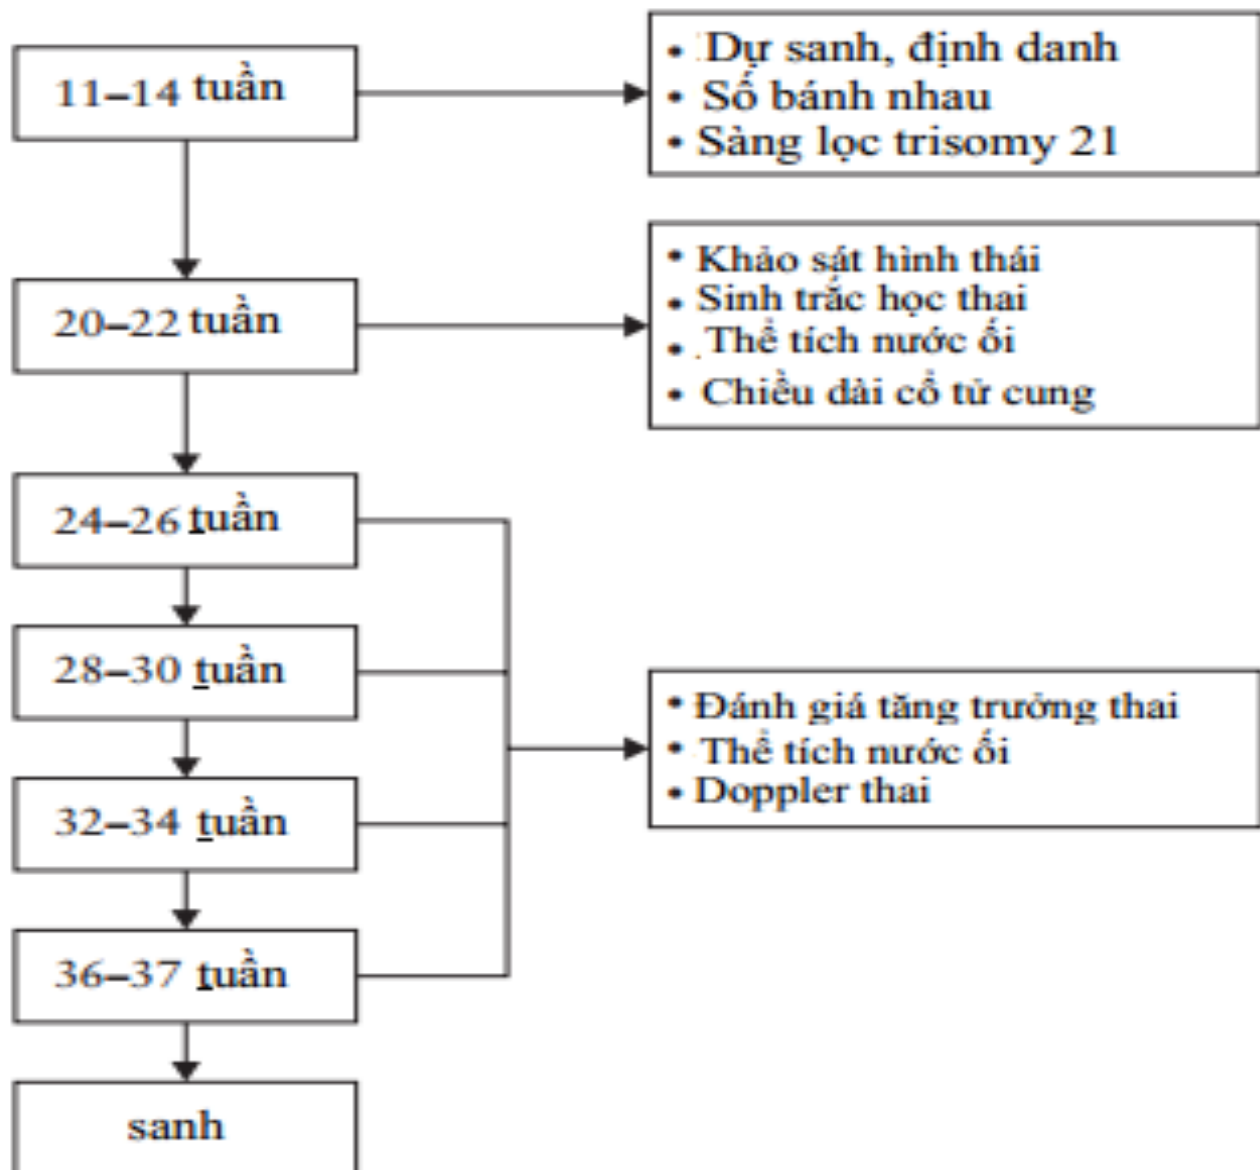 11–14 tuần
• Dự sanh, định danh
• Số bánh nhau
• Sàng lọc trisomy 21
20–22 tuần
• Khảo sát hình thái
• Sinh trắc học thai
• Thể tích nước ối
• Chiều dài cổ tử cung
24–26 tuần
28–30 tuần
32–34 tuần
36–37 tuần
• Đánh giá tăng trưởng thai
• Thể tích nước ối
• Doppler thai
sanh